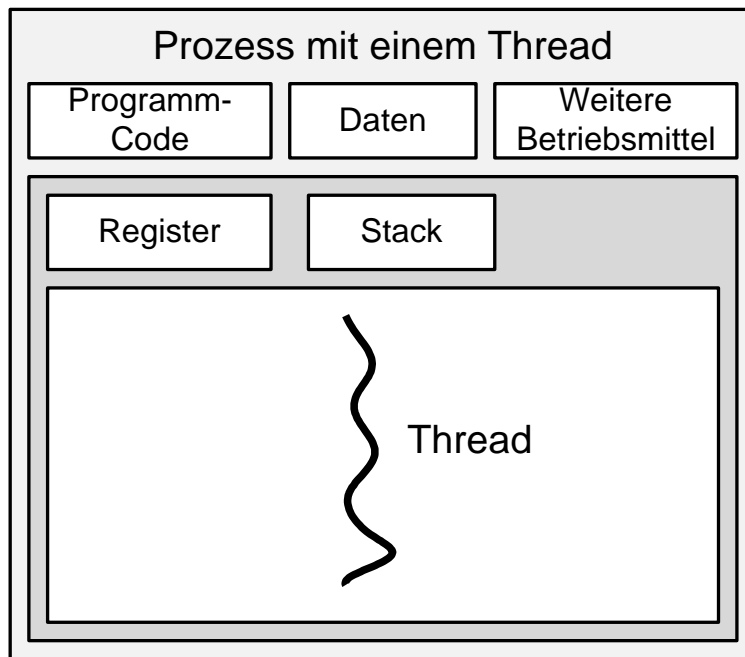 Prozess mit einem Thread
Programm-
Code
Daten
Weitere
Betriebsmittel
Register
Stack
Thread